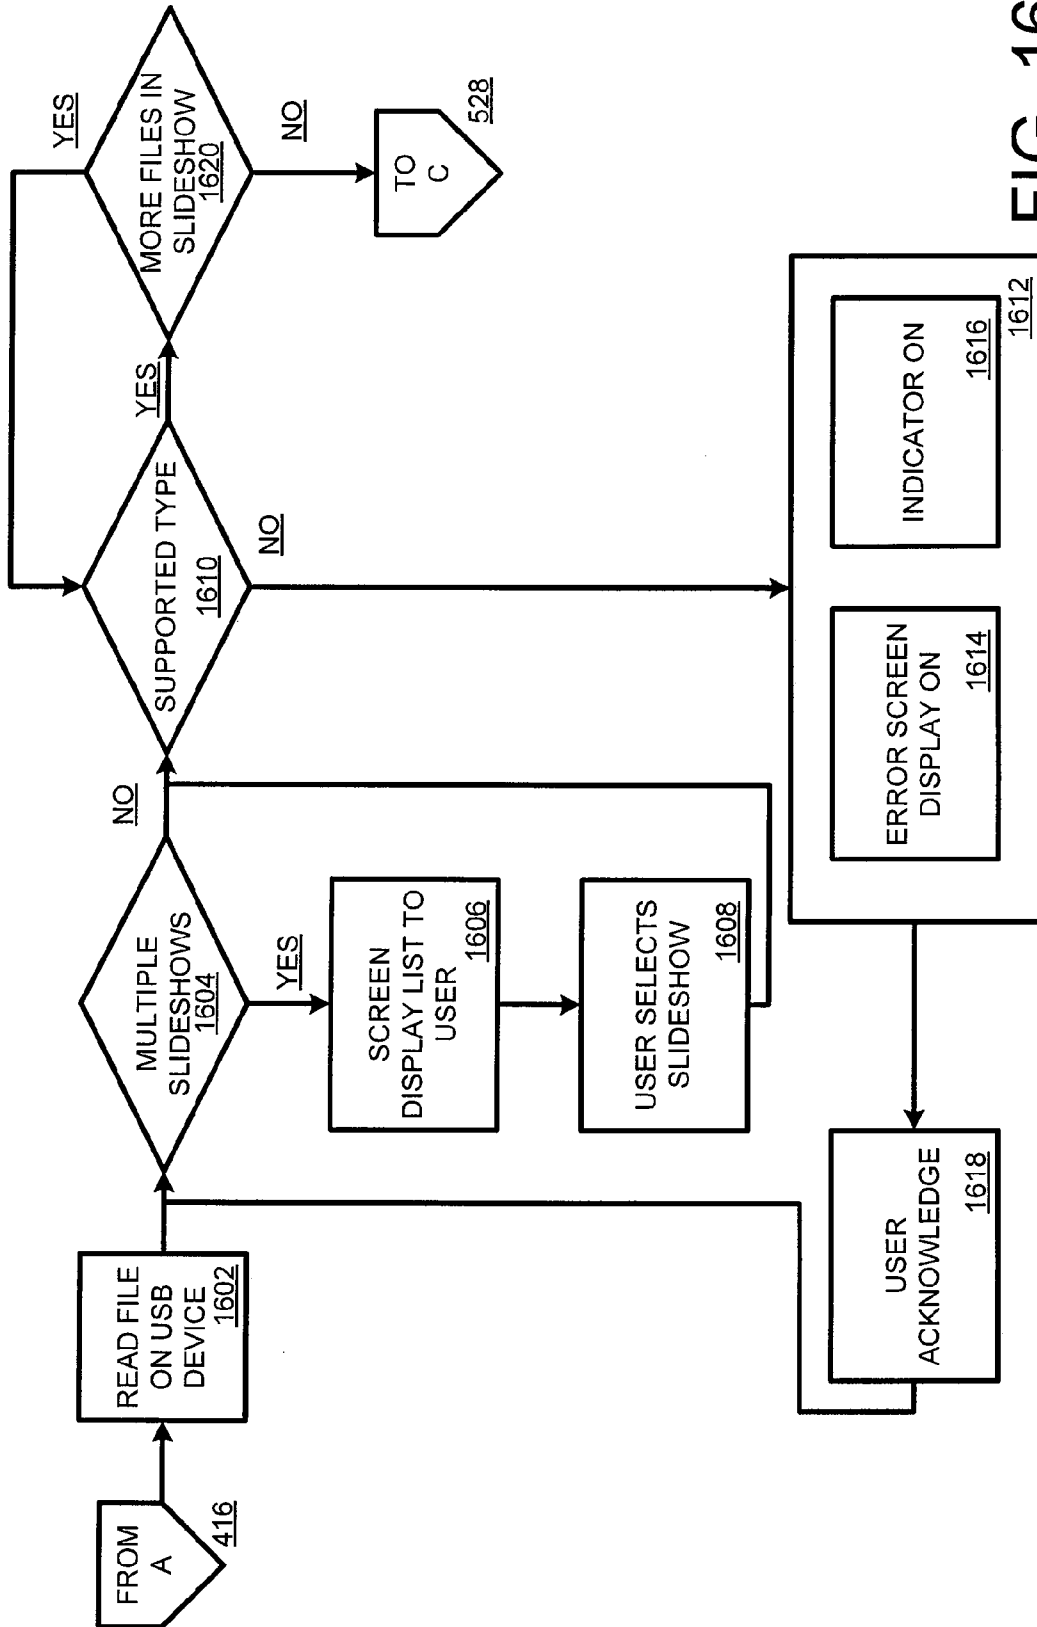 FROM
A
416
READ FILE
ON USB
DEVICE
1602
MULTIPLE
SLIDESHOWS
1604
NO
YES
SCREEN
DISPLAY LIST TO
USER
1606
USER SELECTS
SLIDESHOW
1608
SUPPORTED TYPE
1610
YES
NO
MORE FILES IN
SLIDESHOW
1620
YES
NO
TO
C
528
ERROR SCREEN
DISPLAY ON
1614
INDICATOR ON
1616
1612
USER
ACKNOWLEDGE
1618
FIG. 16